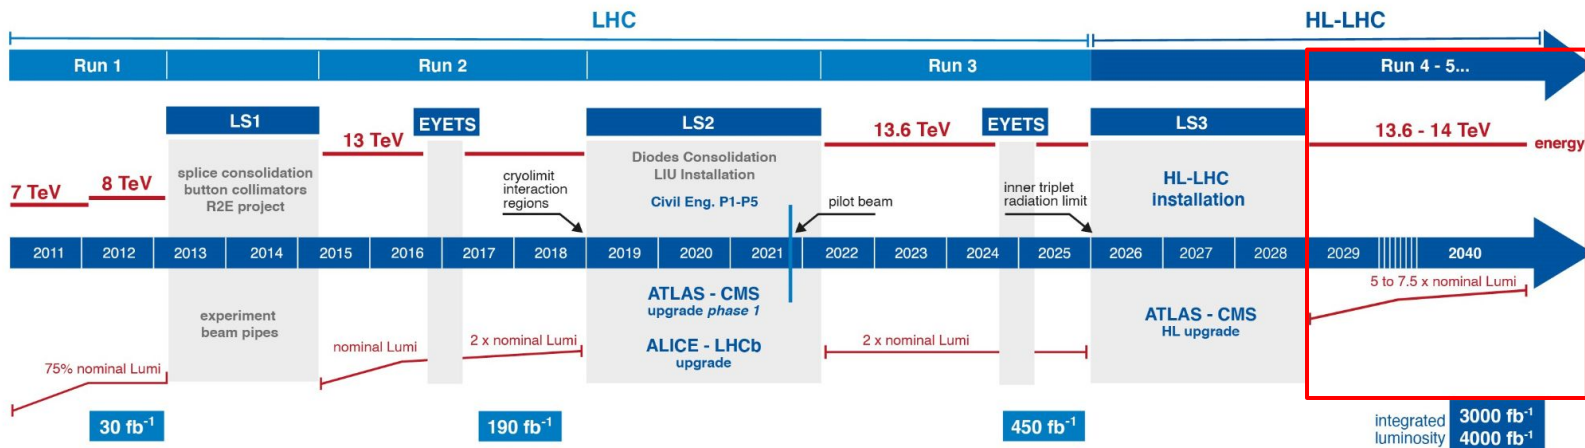 LHC
HL-LHC
Run 1
Run 2
Run 3
Run 4 - 5...
LS1
EYETS
LS2
EYETS
LS3
7 TeV
8 TeV
13 TeV
13.6 TeV
13.6 - 14 TeV
energy
splice consolidation
button collimators
R2E project
cryolimit
interaction
regions
Diodes Consolidation
LIU Installation
Civil Eng. P1-P5
pilot beam
inner triplet
radiation limit
HL-LHC
installation
2011 2012 2013 2014 2015 2016 2017 2018 2019 2020 2021 2022 2023 2024 2025 2026 2027 2028 2029 2040
experiment
beam pipes
ATLAS - CMS
upgrade phase 1
ALICE - LHCb
upgrade
ATLAS - CMS
HL upgrade
75% nominal Lumi
nominal Lumi
2 x nominal Lumi
2 x nominal Lumi
5 to 7.5 x nominal Lumi
30 fb⁻¹
190 fb⁻¹
450 fb⁻¹
integrated
luminosity
3000 fb⁻¹
4000 fb⁻¹